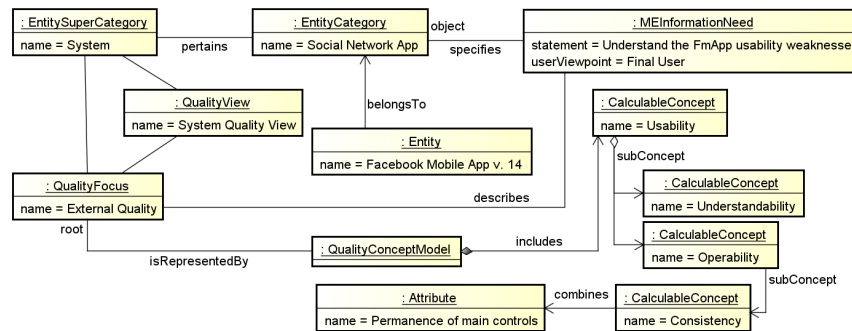 : EntitySuperCategory
name = System
pertains
: EntityCategory
name = Social Network App
object
specifies
: MEInformationNeed
statement = Understand the FmApp usability weaknesse
userViewpoint = Final User
: QualityView
name = System Quality View
belongsTo
: CalculableConcept
name = Usability
: Entity
name = Facebook Mobile App v. 14
subConcept
: QualityFocus
name = External Quality
describes
: CalculableConcept
name = Understandability
root
: QualityConceptModel
includes
: CalculableConcept
name = Operability
isRepresentedBy
subConcept
: Attribute
name = Permanence of main controls
combines
: CalculableConcept
name = Consistency